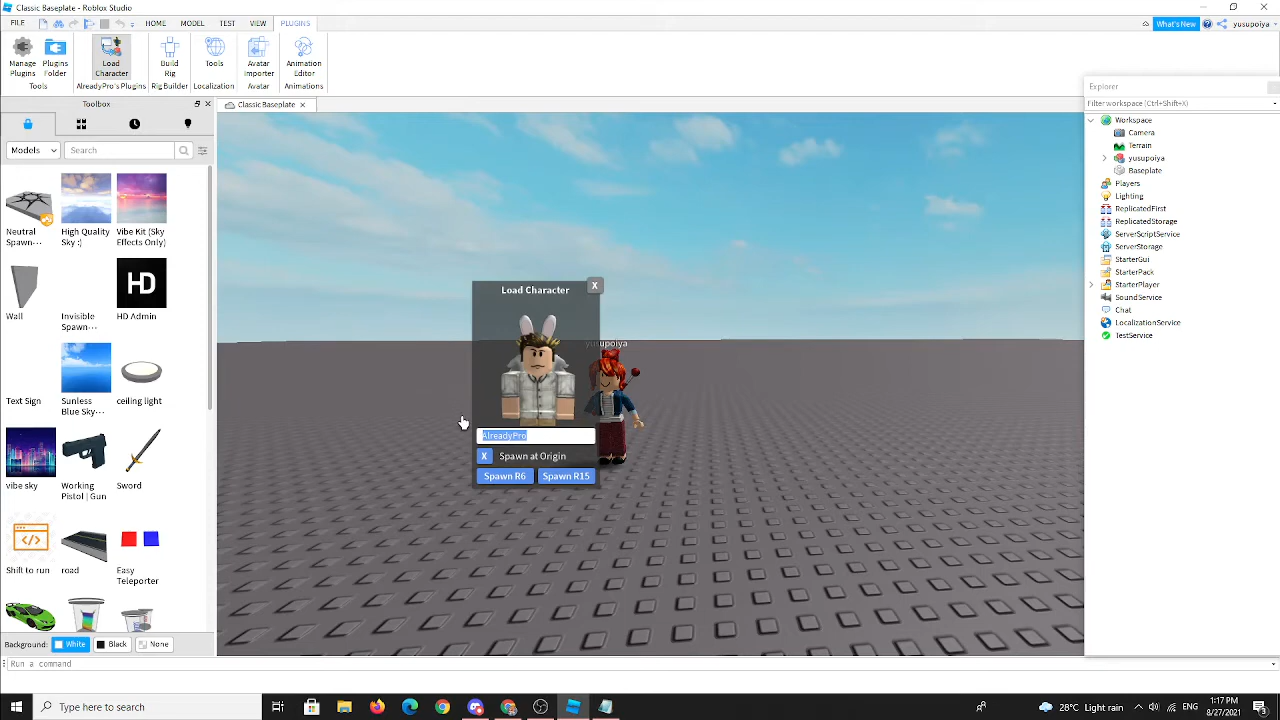 Classic Baseplate - Roblox Studio
FILE HOME MODEL TEST VIEW PLUGINS What's New yusupoiya
Manage Plugins Plugins Folder Load Character Build Rig Tools Avatar Importer Animation Editor
Tools AlreadyPro's Plugins Rig Builder Localization Avatar Animations
Toolbox
Classic Baseplate
Explorer
Filter workspace (Ctrl+Shift+X)
Models Search
Workspace
Camera
Terrain
yusupoiya
Baseplate
Players
Lighting
ReplicatedFirst
ReplicatedStorage
ServerScriptService
ServerStorage
StarterGui
StarterPack
StarterPlayer
SoundService
Chat
LocalizationService
TestService
Neutral Spawn···
High Quality Sky :)
Vibe Kit (Sky Effects Only)
HD
Wall
Invisible Spawn···
HD Admin
Text Sign
Sunless Blue Sky···
ceiling light
vibe sky
Working Pistol | Gun
Sword
Shift to run
road
Easy Teleporter
Load Character X
yusupoiya
AlreadyPro
X Spawn at Origin
Spawn R6 Spawn R15
Background: White Black None
Run a command
Type here to search
28°C Light rain ENG 1:17 PM
8/27/2021